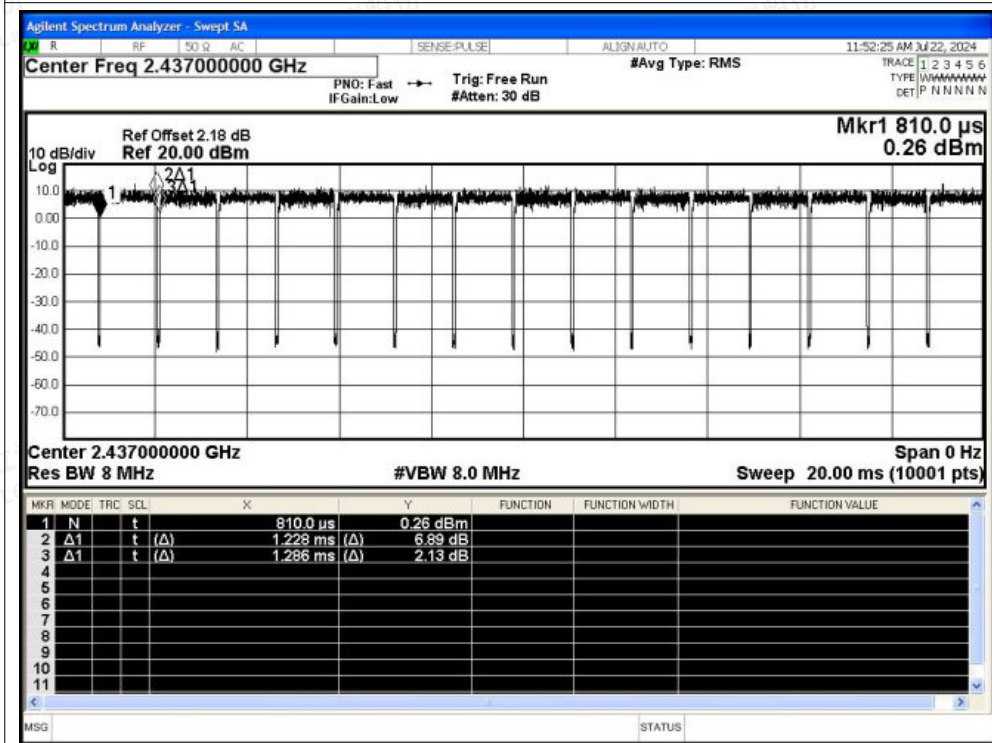 Agilent Spectrum Analyzer - Swept SA
LXI R RF 50 Ω AC SENSE:PULSE ALIGN AUTO 11:52:25 AM Jul 22, 2024
Center Freq 2.437000000 GHz #Avg Type: RMS TRACE 1 2 3 4 5 6
PNO: Fast Trig: Free Run TYPE WWWWWW
IFGain:Low #Atten: 30 dB DET P N N N N N
Mkr1 810.0 µs
Ref Offset 2.18 dB
10 dB/div Ref 20.00 dBm 0.26 dBm
Log
2Δ1
10.0 1 3Δ1
0.00
-10.0
-20.0
-30.0
-40.0
-50.0
-60.0
-70.0
Center 2.437000000 GHz Span 0 Hz
Res BW 8 MHz #VBW 8.0 MHz Sweep 20.00 ms (10001 pts)
MKR MODE TRC SCL X Y FUNCTION FUNCTION WIDTH FUNCTION VALUE
1 N t 810.0 µs 0.26 dBm
2 Δ1 t (Δ) 1.228 ms (Δ) 6.89 dB
3 Δ1 t (Δ) 1.286 ms (Δ) 2.13 dB
4
5
6
7
8
9
10
11
MSG STATUS